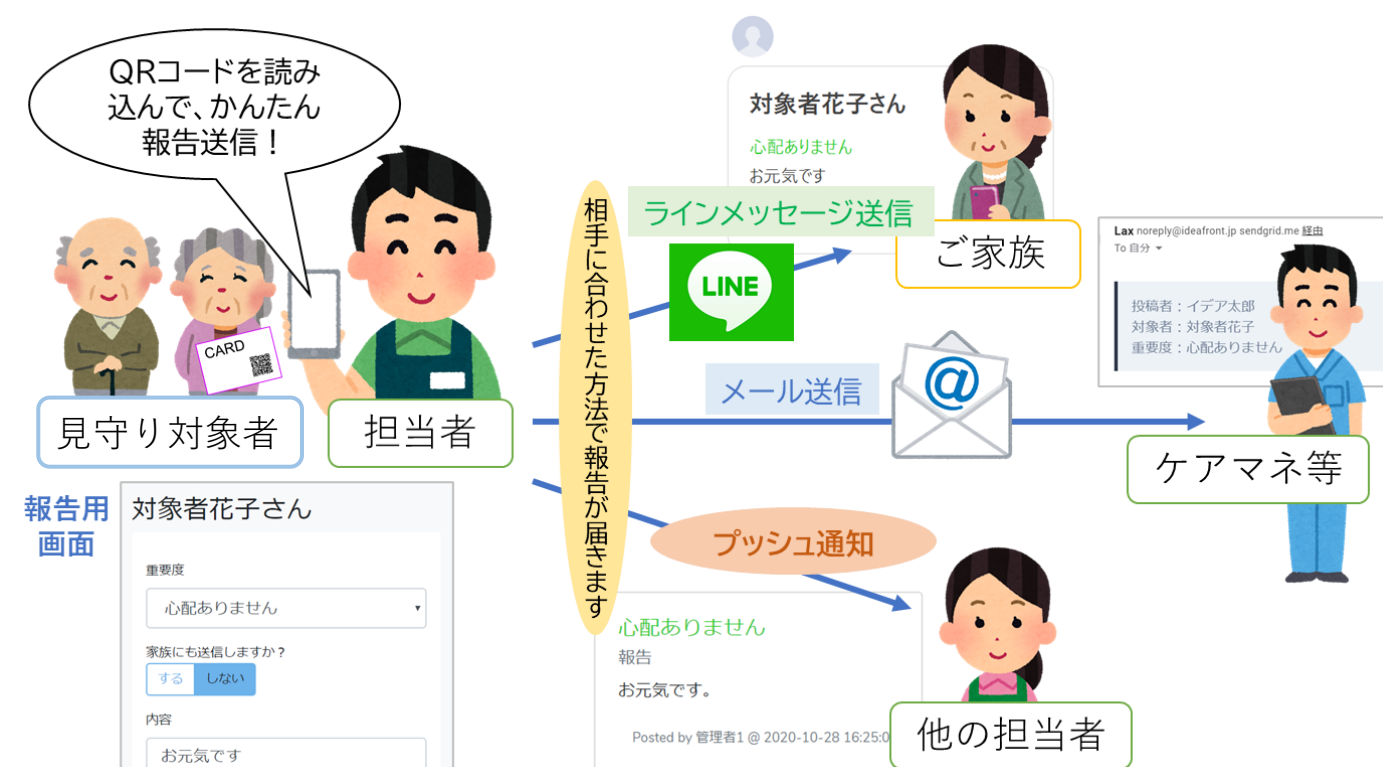 QRコードを読み
込んで、かんたん
報告送信！
CARD
見守り対象者
担当者
報告用
画面
対象者花子さん
重要度
心配ありません
家族にも送信しますか？
する
しない
内容
お元気です
相手に合わせた方法で報告が届きます
対象者花子さん
心配ありません
お元気です
ラインメッセージ送信
LINE
ご家族
メール送信
@
Lax noreply@ideafront.jp sendgrid.me 経由
To 自分
投稿者：イデア太郎
対象者：対象者花子
重要度：心配ありません
ケアマネ等
プッシュ通知
心配ありません
報告
お元気です。
Posted by 管理者1 @ 2020-10-28 16:25:0
他の担当者